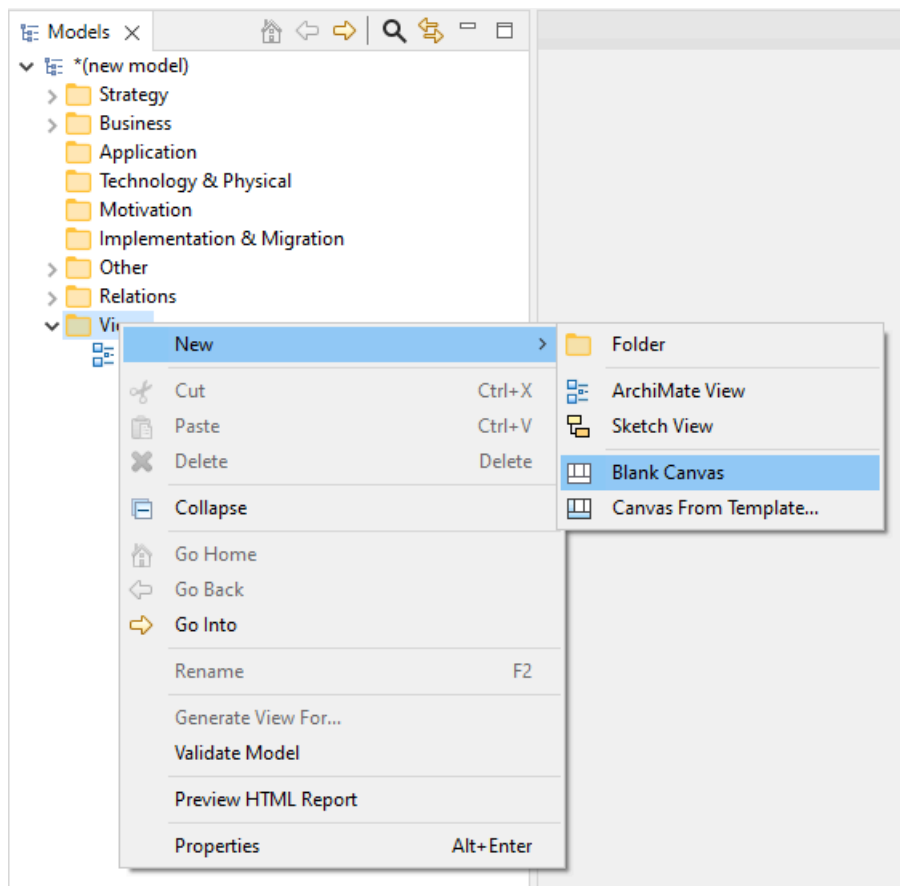 Models
*(new model)
Strategy
Business
Application
Technology & Physical
Motivation
Implementation & Migration
Other
Relations
New
Cut Ctrl+X
Paste Ctrl+V
Delete Delete
Collapse
Go Home
Go Back
Go Into
Rename F2
Generate View For...
Validate Model
Preview HTML Report
Properties Alt+Enter
Folder
ArchiMate View
Sketch View
Blank Canvas
Canvas From Template...